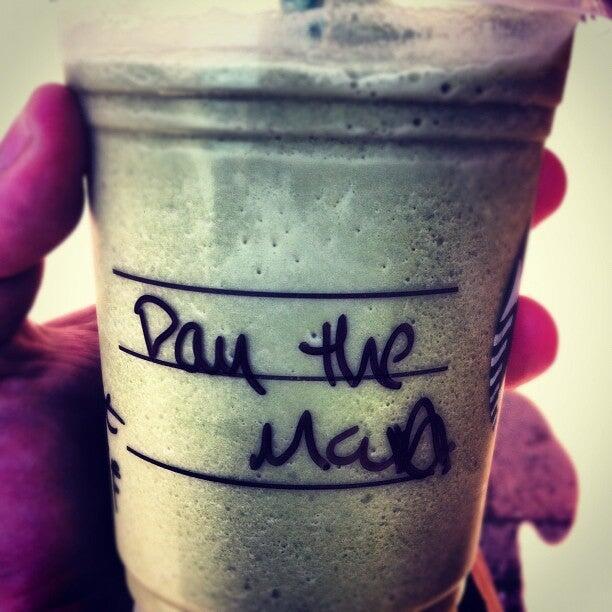 Dan the
Man